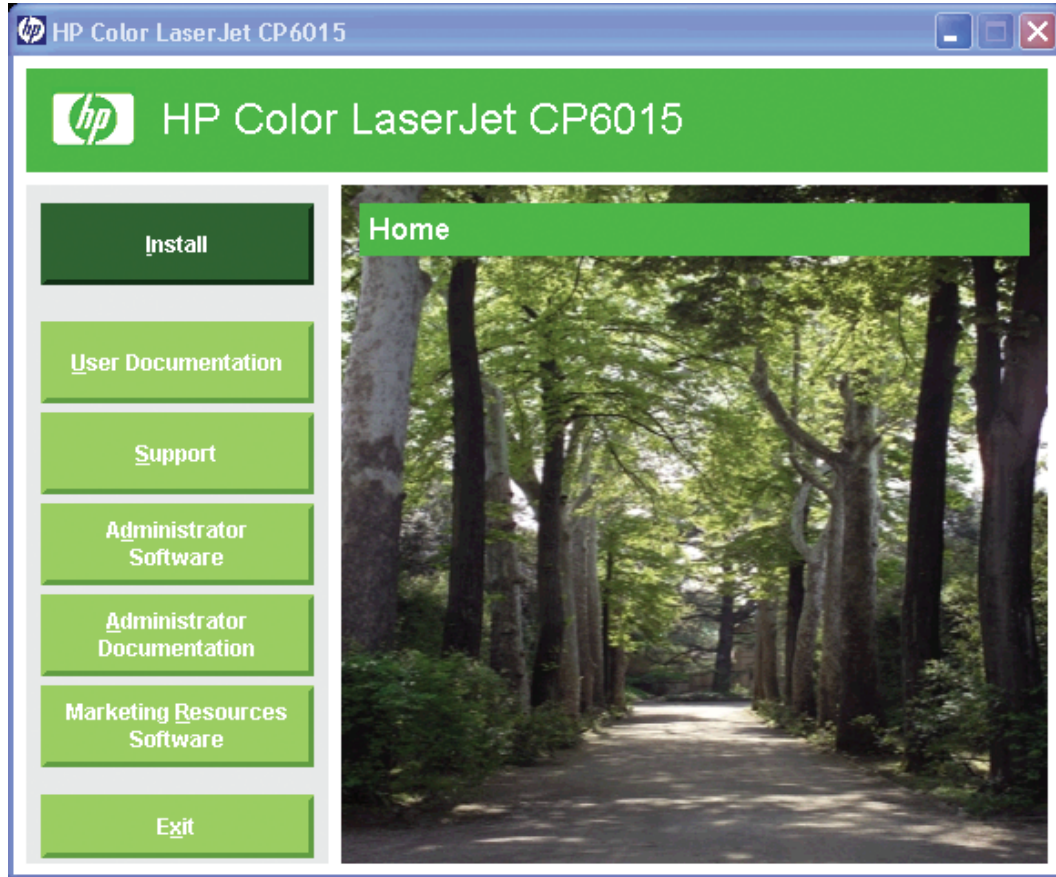 HP Color LaserJet CP6015
hp HP Color LaserJet CP6015
Install
Home
User Documentation
Support
Administrator
Software
Administrator
Documentation
Marketing Resources
Software
Exit